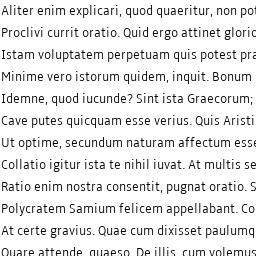 Aliter enim explicari, quod quaeritur, non pot
Proclivi currit oratio. Quid ergo attinet glorio
Istam voluptatem perpetuam quis potest pra
Minime vero istorum quidem, inquit. Bonum
Idemne, quod iucunde? Sint ista Graecorum;
Cave putes quicquam esse verius. Quis Aristi
Ut optime, secundum naturam affectum esse
Collatio igitur ista te nihil iuvat. At multis se
Ratio enim nostra consentit, pugnat oratio. S
Polycratem Samium felicem appellabant. Co
At certe gravius. Quae cum dixisset paulumq
Quare attende, quaeso. De illis, cum volemus